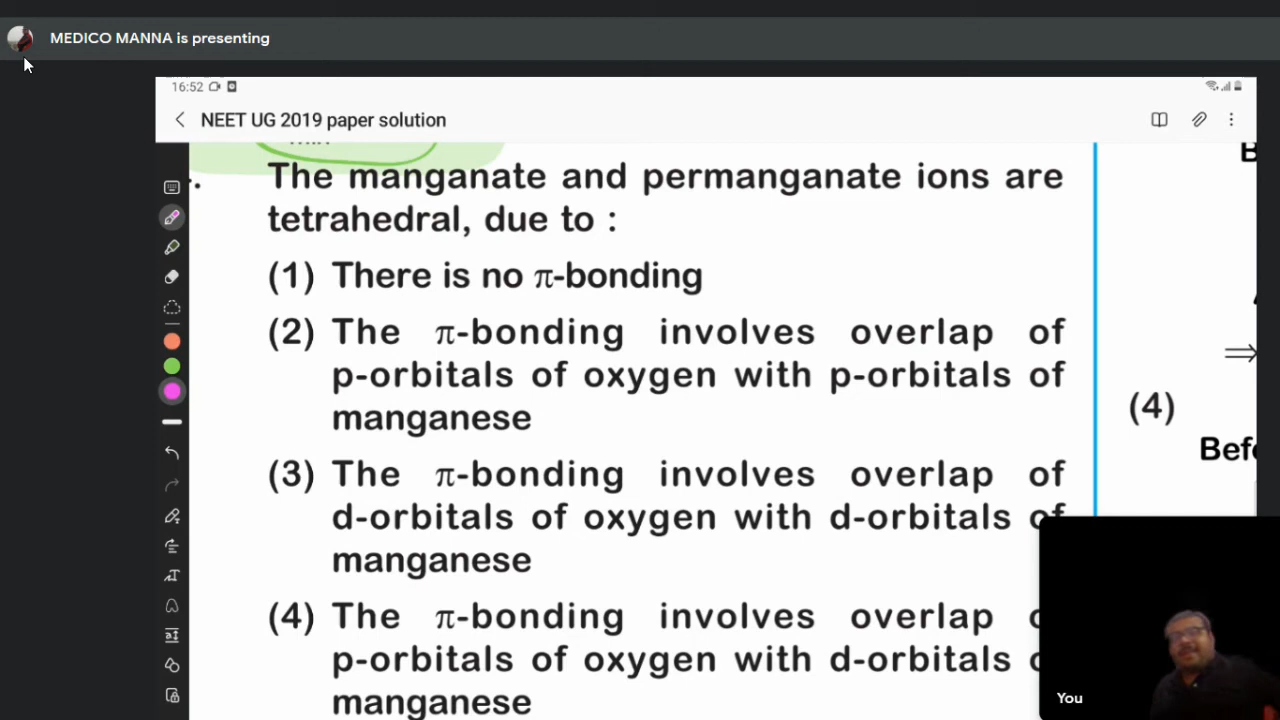 MEDICO MANNA is presenting
16:52
NEET UG 2019 paper solution
The manganate and permanganate ions are
tetrahedral, due to :
(1) There is no π-bonding
(2) The π-bonding involves overlap of
p-orbitals of oxygen with p-orbitals of
manganese
(3) The π-bonding involves overlap of
d-orbitals of oxygen with d-orbitals of
manganese
(4) The π-bonding involves overlap
p-orbitals of oxygen with d-orbitals
manganese
⇒
(4)
Befo
You